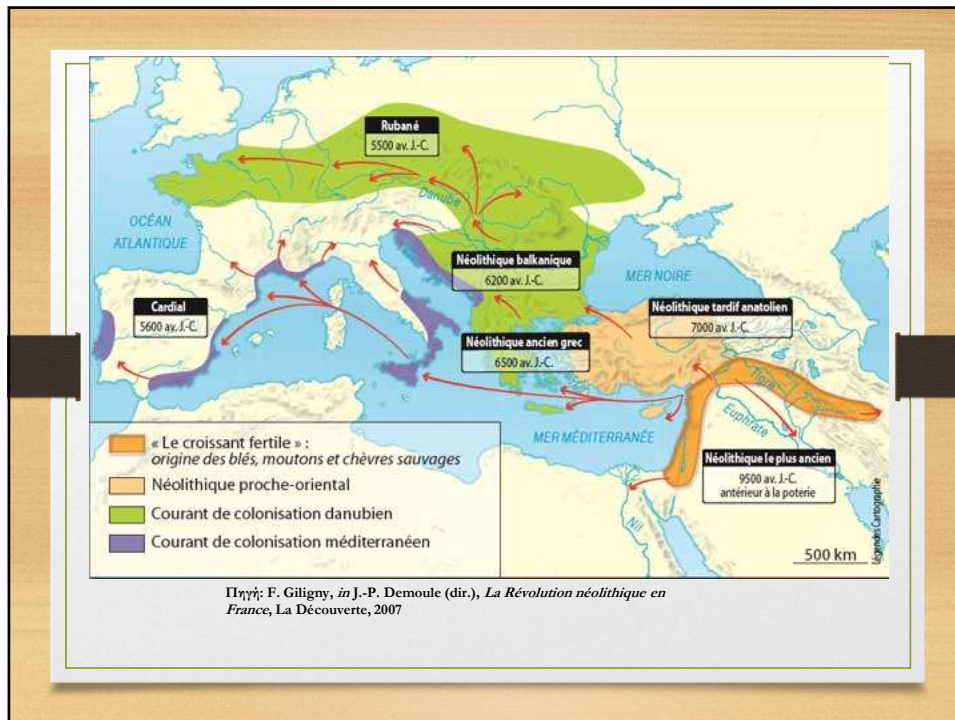 Rubané
5500 av. J.-C.
Danube
OCÉAN
ATLANTIQUE
Néolithique balkanique
6200 av. J.-C.
MER NOIRE
Cardial
5600 av. J.-C.
Néolithique tardif anatolien
7000 av. J.-C.
Néolithique ancien grec
6500 av. J.-C.
Tigre
Euphrate
MER MÉDITERRANÉE
Néolithique le plus ancien
9500 av. J.-C.
antérieur à la poterie
Nil
« Le croissant fertile » :
origine des blés, moutons et chèvres sauvages
Néolithique proche-oriental
Courant de colonisation danubien
Courant de colonisation méditerranéen
500 km
Légendes Cartographie
Πηγή: F. Giligny, in J.-P. Demoule (dir.), La Révolution néolithique en
France, La Découverte, 2007